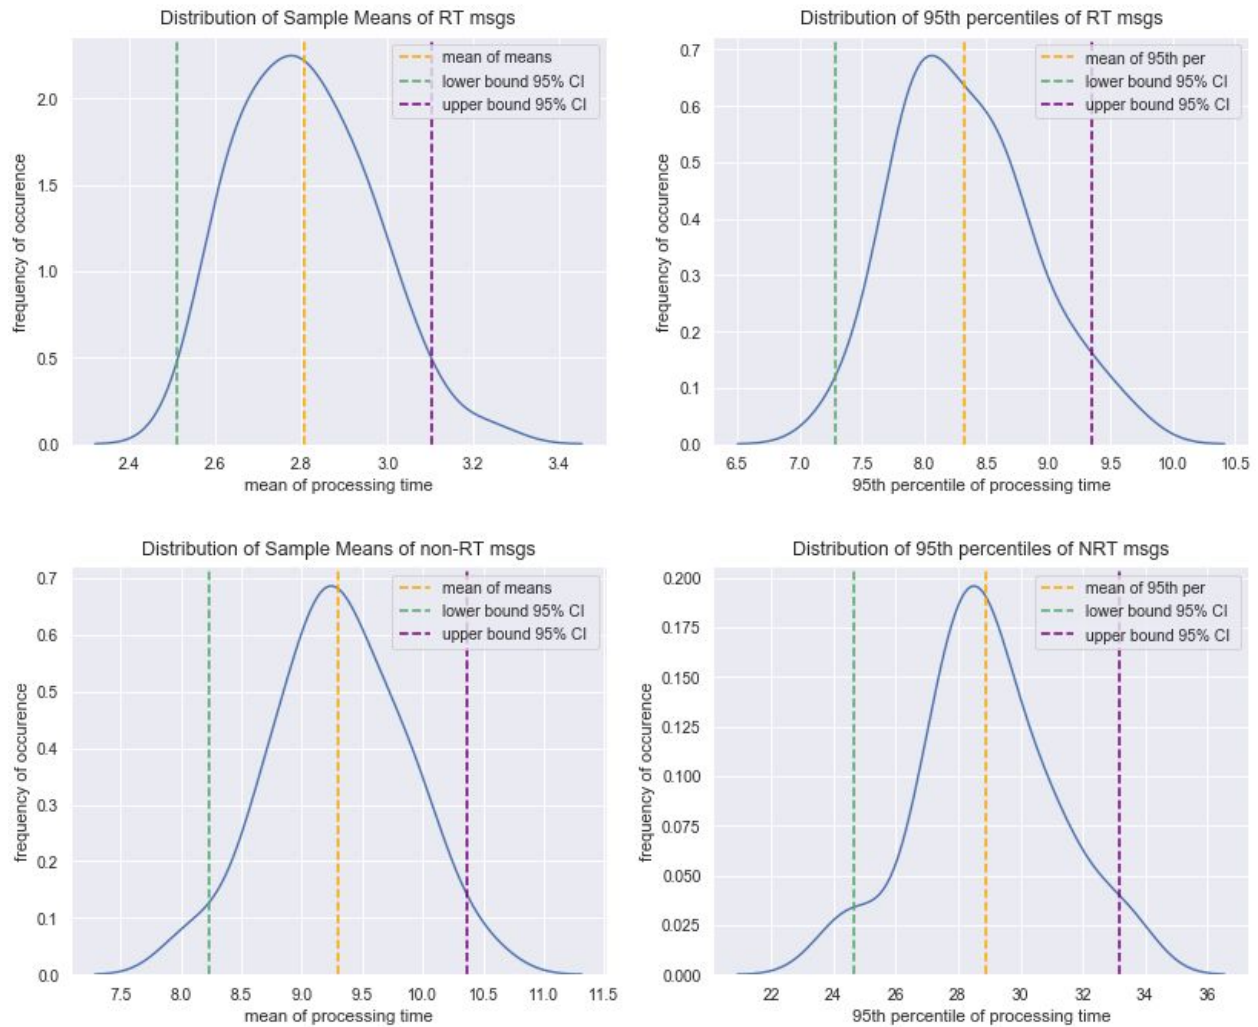 Distribution of Sample Means of RT msgs
mean of means
lower bound 95% CI
upper bound 95% CI
frequency of occurence
2.0
1.5
1.0
0.5
0.0
2.4 2.6 2.8 3.0 3.2 3.4
mean of processing time
Distribution of 95th percentiles of RT msgs
mean of 95th per
lower bound 95% CI
upper bound 95% CI
frequency of occurence
0.7
0.6
0.5
0.4
0.3
0.2
0.1
0.0
6.5 7.0 7.5 8.0 8.5 9.0 9.5 10.0 10.5
95th percentile of processing time
Distribution of Sample Means of non-RT msgs
mean of means
lower bound 95% CI
upper bound 95% CI
frequency of occurence
0.7
0.6
0.5
0.4
0.3
0.2
0.1
0.0
7.5 8.0 8.5 9.0 9.5 10.0 10.5 11.0 11.5
mean of processing time
Distribution of 95th percentiles of NRT msgs
mean of 95th per
lower bound 95% CI
upper bound 95% CI
frequency of occurence
0.200
0.175
0.150
0.125
0.100
0.075
0.050
0.025
0.000
22 24 26 28 30 32 34 36
95th percentile of processing time